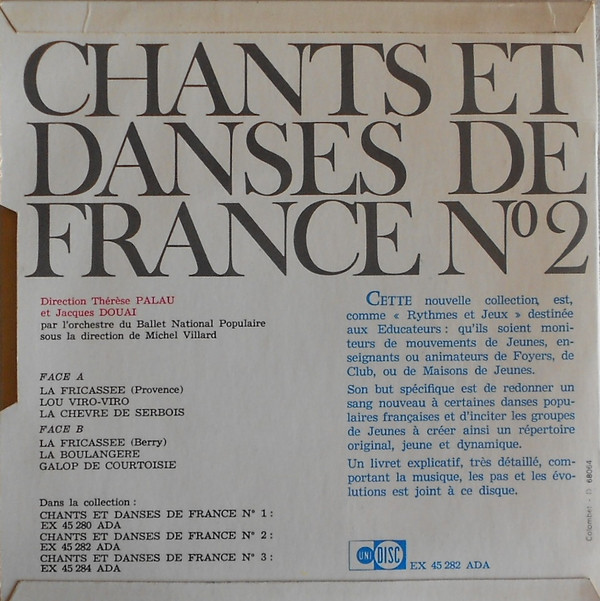 CHANTS ET
DANSES DE
FRANCE Nº 2
Direction Thérèse PALAU
et Jacques DOUAI
par l'orchestre du Ballet National Populaire
sous la direction de Michel Villard
FACE A
LA FRICASSEE (Provence)
LOU VIRO-VIRO
LA CHEVRE DE SERBOIS
FACE B
LA FRICASSEE (Berry)
LA BOULANGERE
GALOP DE COURTOISIE
Dans la collection :
CHANTS ET DANSES DE FRANCE N° 1 :
EX 45 280 ADA
CHANTS ET DANSES DE FRANCE N° 2 :
EX 45 282 ADA
CHANTS ET DANSES DE FRANCE N° 3 :
EX 45 284 ADA
CETTE nouvelle collection, est,
comme « Rythmes et Jeux » destinée
aux Educateurs : qu'ils soient moni-
teurs de mouvements de Jeunes, en-
seignants ou animateurs de Foyers, de
Club, ou de Maisons de Jeunes.
Son but spécifique est de redonner un
sang nouveau à certaines danses popu-
laires françaises et d'inciter les groupes
de Jeunes à créer ainsi un répertoire
original, jeune et dynamique.
Un livret explicatif, très détaillé, com-
portant la musique, les pas et les évo-
lutions est joint à ce disque.
UNI DISC
EX 45 282 ADA
Colombet - D 68064